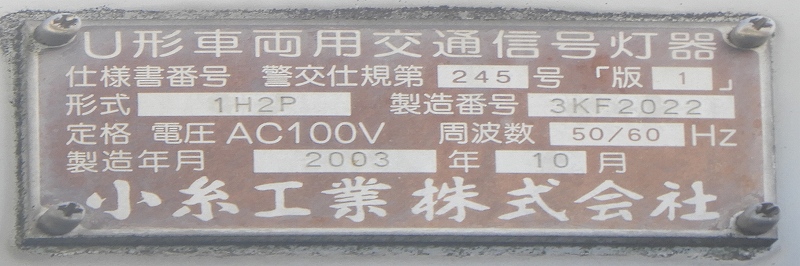 U形車両用交通信号灯器
仕様書番号 警交仕規第 245 号 「版 1 」
形式 1H2P 製造番号 3KF2022
定格 電圧 AC100V 周波数 50/60 Hz
製造年月 2003 年 10 月
小糸工業株式会社